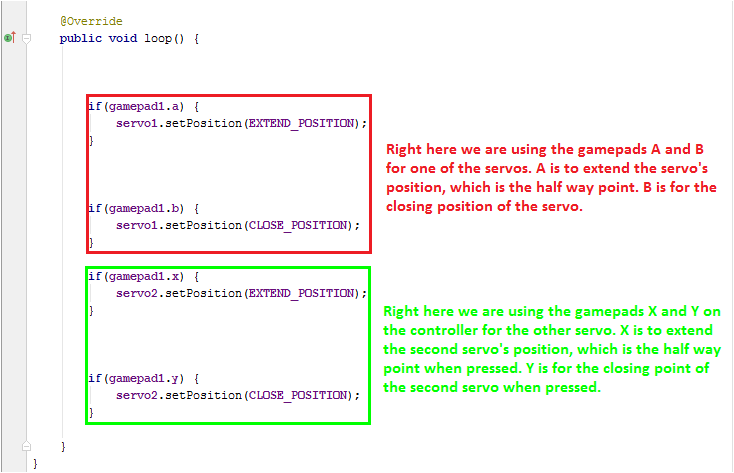 @Override
public void loop() {
if(gamepad1.a) {
servo1.setPosition(EXTEND_POSITION);
}
if(gamepad1.b) {
servo1.setPosition(CLOSE_POSITION);
}
Right here we are using the gamepads A and B
for one of the servos. A is to extend the servo's
position, which is the half way point. B is for the
closing position of the servo.
if(gamepad1.x) {
servo2.setPosition(EXTEND_POSITION);
}
if(gamepad1.y) {
servo2.setPosition(CLOSE_POSITION);
}
Right here we are using the gamepads X and Y on
the controller for the other servo. X is to extend
the second servo's position, which is the half way
point when pressed. Y is for the closing point of
the second servo when pressed.
}
}